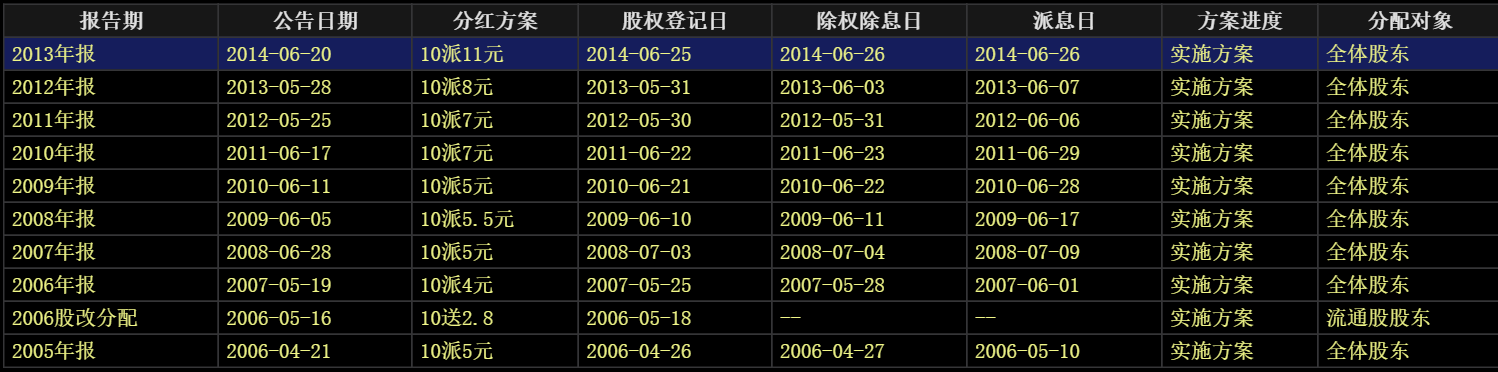 报告期 公告日期 分红方案 股权登记日 除权除息日 派息日 方案进度 分配对象
2013年报 2014-06-20 10派11元 2014-06-25 2014-06-26 2014-06-26 实施方案 全体股东
2012年报 2013-05-28 10派8元 2013-05-31 2013-06-03 2013-06-07 实施方案 全体股东
2011年报 2012-05-25 10派7元 2012-05-30 2012-05-31 2012-06-06 实施方案 全体股东
2010年报 2011-06-17 10派7元 2011-06-22 2011-06-23 2011-06-29 实施方案 全体股东
2009年报 2010-06-11 10派5元 2010-06-21 2010-06-22 2010-06-28 实施方案 全体股东
2008年报 2009-06-05 10派5.5元 2009-06-10 2009-06-11 2009-06-17 实施方案 全体股东
2007年报 2008-06-28 10派5元 2008-07-03 2008-07-04 2008-07-09 实施方案 全体股东
2006年报 2007-05-19 10派4元 2007-05-25 2007-05-28 2007-06-01 实施方案 全体股东
2006股改分配 2006-05-16 10送2.8 2006-05-18 -- -- 实施方案 流通股股东
2005年报 2006-04-21 10派5元 2006-04-26 2006-04-27 2006-05-10 实施方案 全体股东